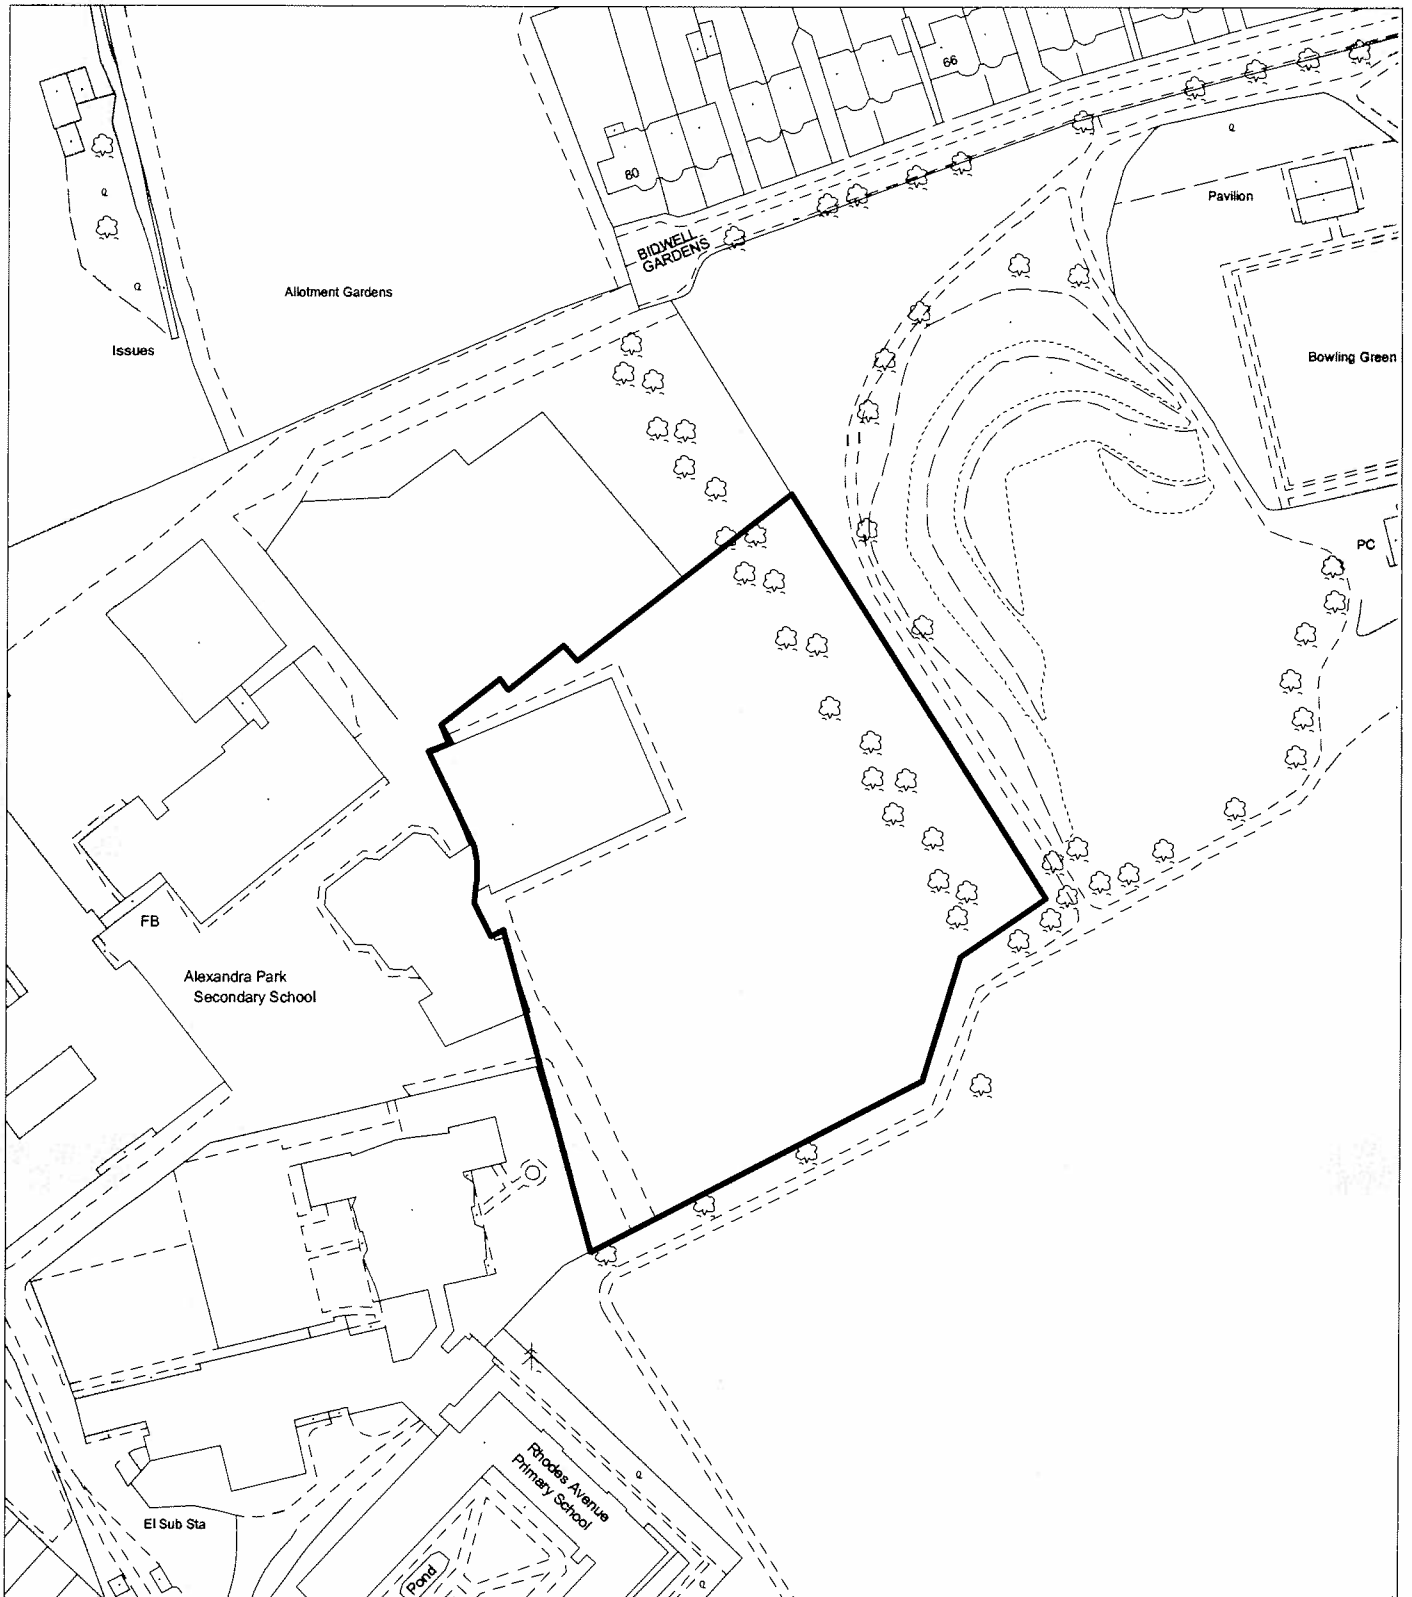 66
80
Pavilion
BIDWELL
GARDENS
Allotment Gardens
Issues
Bowling Green
PC
FB
Alexandra Park
Secondary School
Rhodes Avenue
Primary School
El Sub Sta
Pond